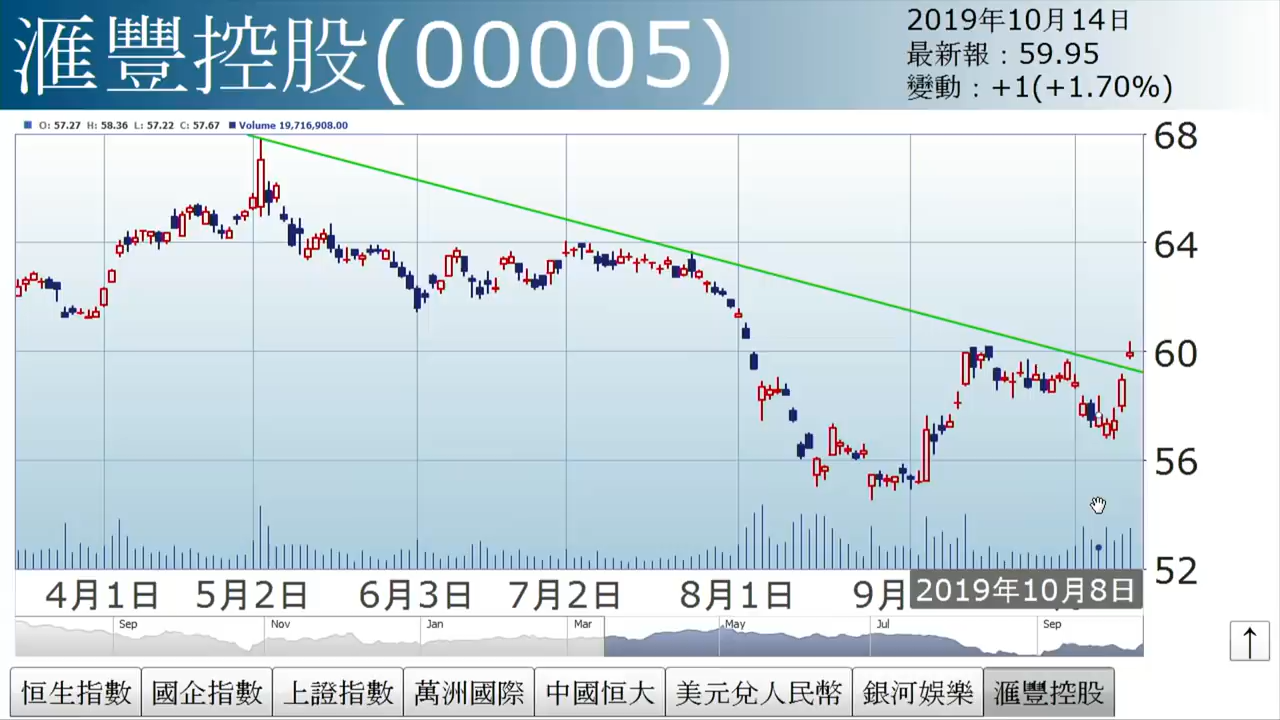 滙豐控股(00005)
2019年10月14日
最新報：59.95
變動：+1(+1.70%)
O: 57.27 H: 58.36 L: 57.22 C: 57.67 Volume 19,716,908.00
68
64
60
56
52
4月1日 5月2日 6月3日 7月2日 8月1日 9月 2019年10月8日
Sep Nov Jan Mar May Jul Sep
↑
恒生指數 國企指數 上證指數 萬洲國際 中國恒大 美元兌人民幣 銀河娛樂 滙豐控股